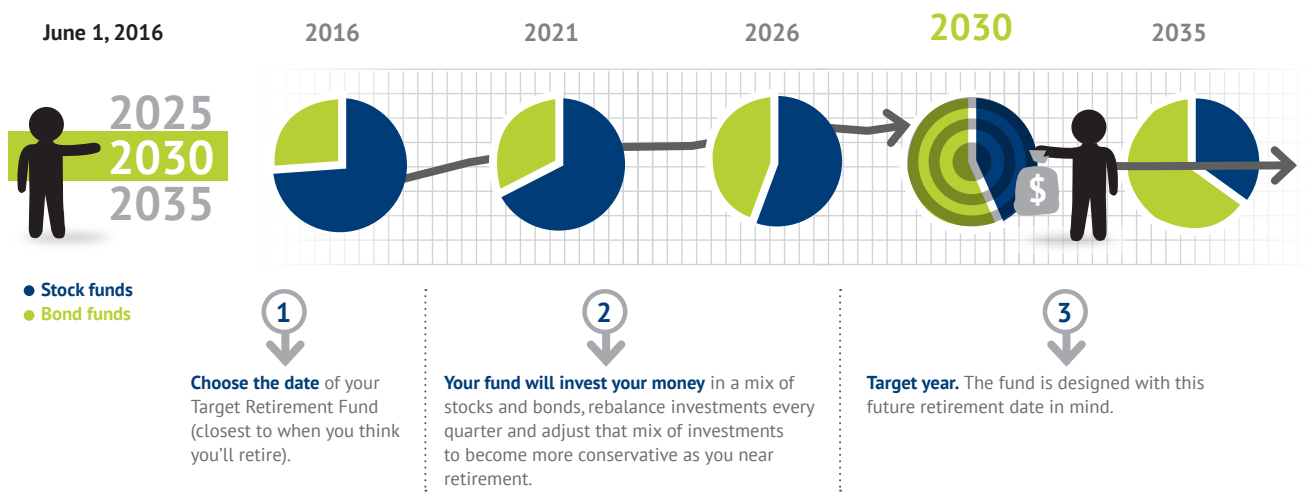 June 1, 2016
2016
2021
2026
2030
2035
2025
2030
2035
$
Stock funds
Bond funds
1
Choose the date of your
Target Retirement Fund
(closest to when you think
you’ll retire).
2
Your fund will invest your money in a mix of
stocks and bonds, rebalance investments every
quarter and adjust that mix of investments
to become more conservative as you near
retirement.
3
Target year. The fund is designed with this
future retirement date in mind.